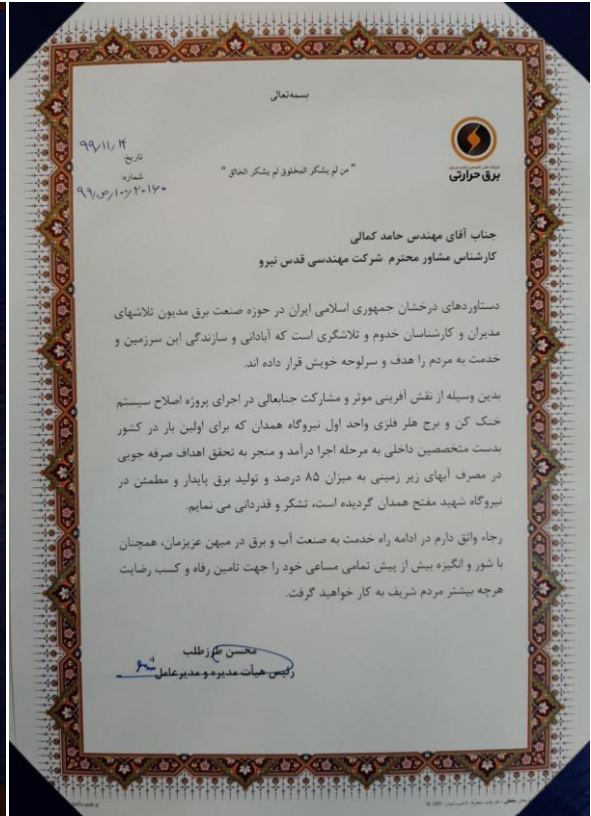 بسمه تعالی
برق حرارتی
۹۹/۱۱/۱۴
تاریخ:
شماره:
۹۹/ص/۱۰۰/۲۰۱۶۰
" من لم یشکر المخلوق لم یشکر الخالق "
جناب آقای مهندس حامد کمالی
کارشناس مشاور محترم شرکت مهندسی قدس نیرو
دستاوردهای درخشان جمهوری اسلامی ایران در حوزه صنعت برق مدیون تلاشهای
مدیران و کارشناسان خدوم و تلاشگری است که آبادانی و سازندگی این سرزمین و
خدمت به مردم را هدف و سرلوحه خویش قرار داده اند.
بدین وسیله از نقش آفرینی موثر و مشارکت جنابعالی در اجرای پروژه اصلاح سیستم
خنک کن و برج هلر فلزی واحد اول نیروگاه همدان که برای اولین بار در کشور
بدست متخصصین داخلی به مرحله اجرا درآمد و منجر به تحقق اهداف صرفه جویی
در مصرف آبهای زیر زمینی به میزان ۸۵ درصد و تولید برق پایدار و مطمئن در
نیروگاه شهید مفتح همدان گردیده است، تشکر و قدردانی می نمایم.
رجاء واثق دارم در ادامه راه خدمت به صنعت آب و برق در میهن عزیزمان، همچنان
با شور و انگیزه بیش از پیش تمامی مساعی خود را جهت تامین رفاه و کسب رضایت
هرچه بیشتر مردم شریف به کار خواهید گرفت.
محسن طرزطلب
رئیس هیأت مدیره و مدیرعامل